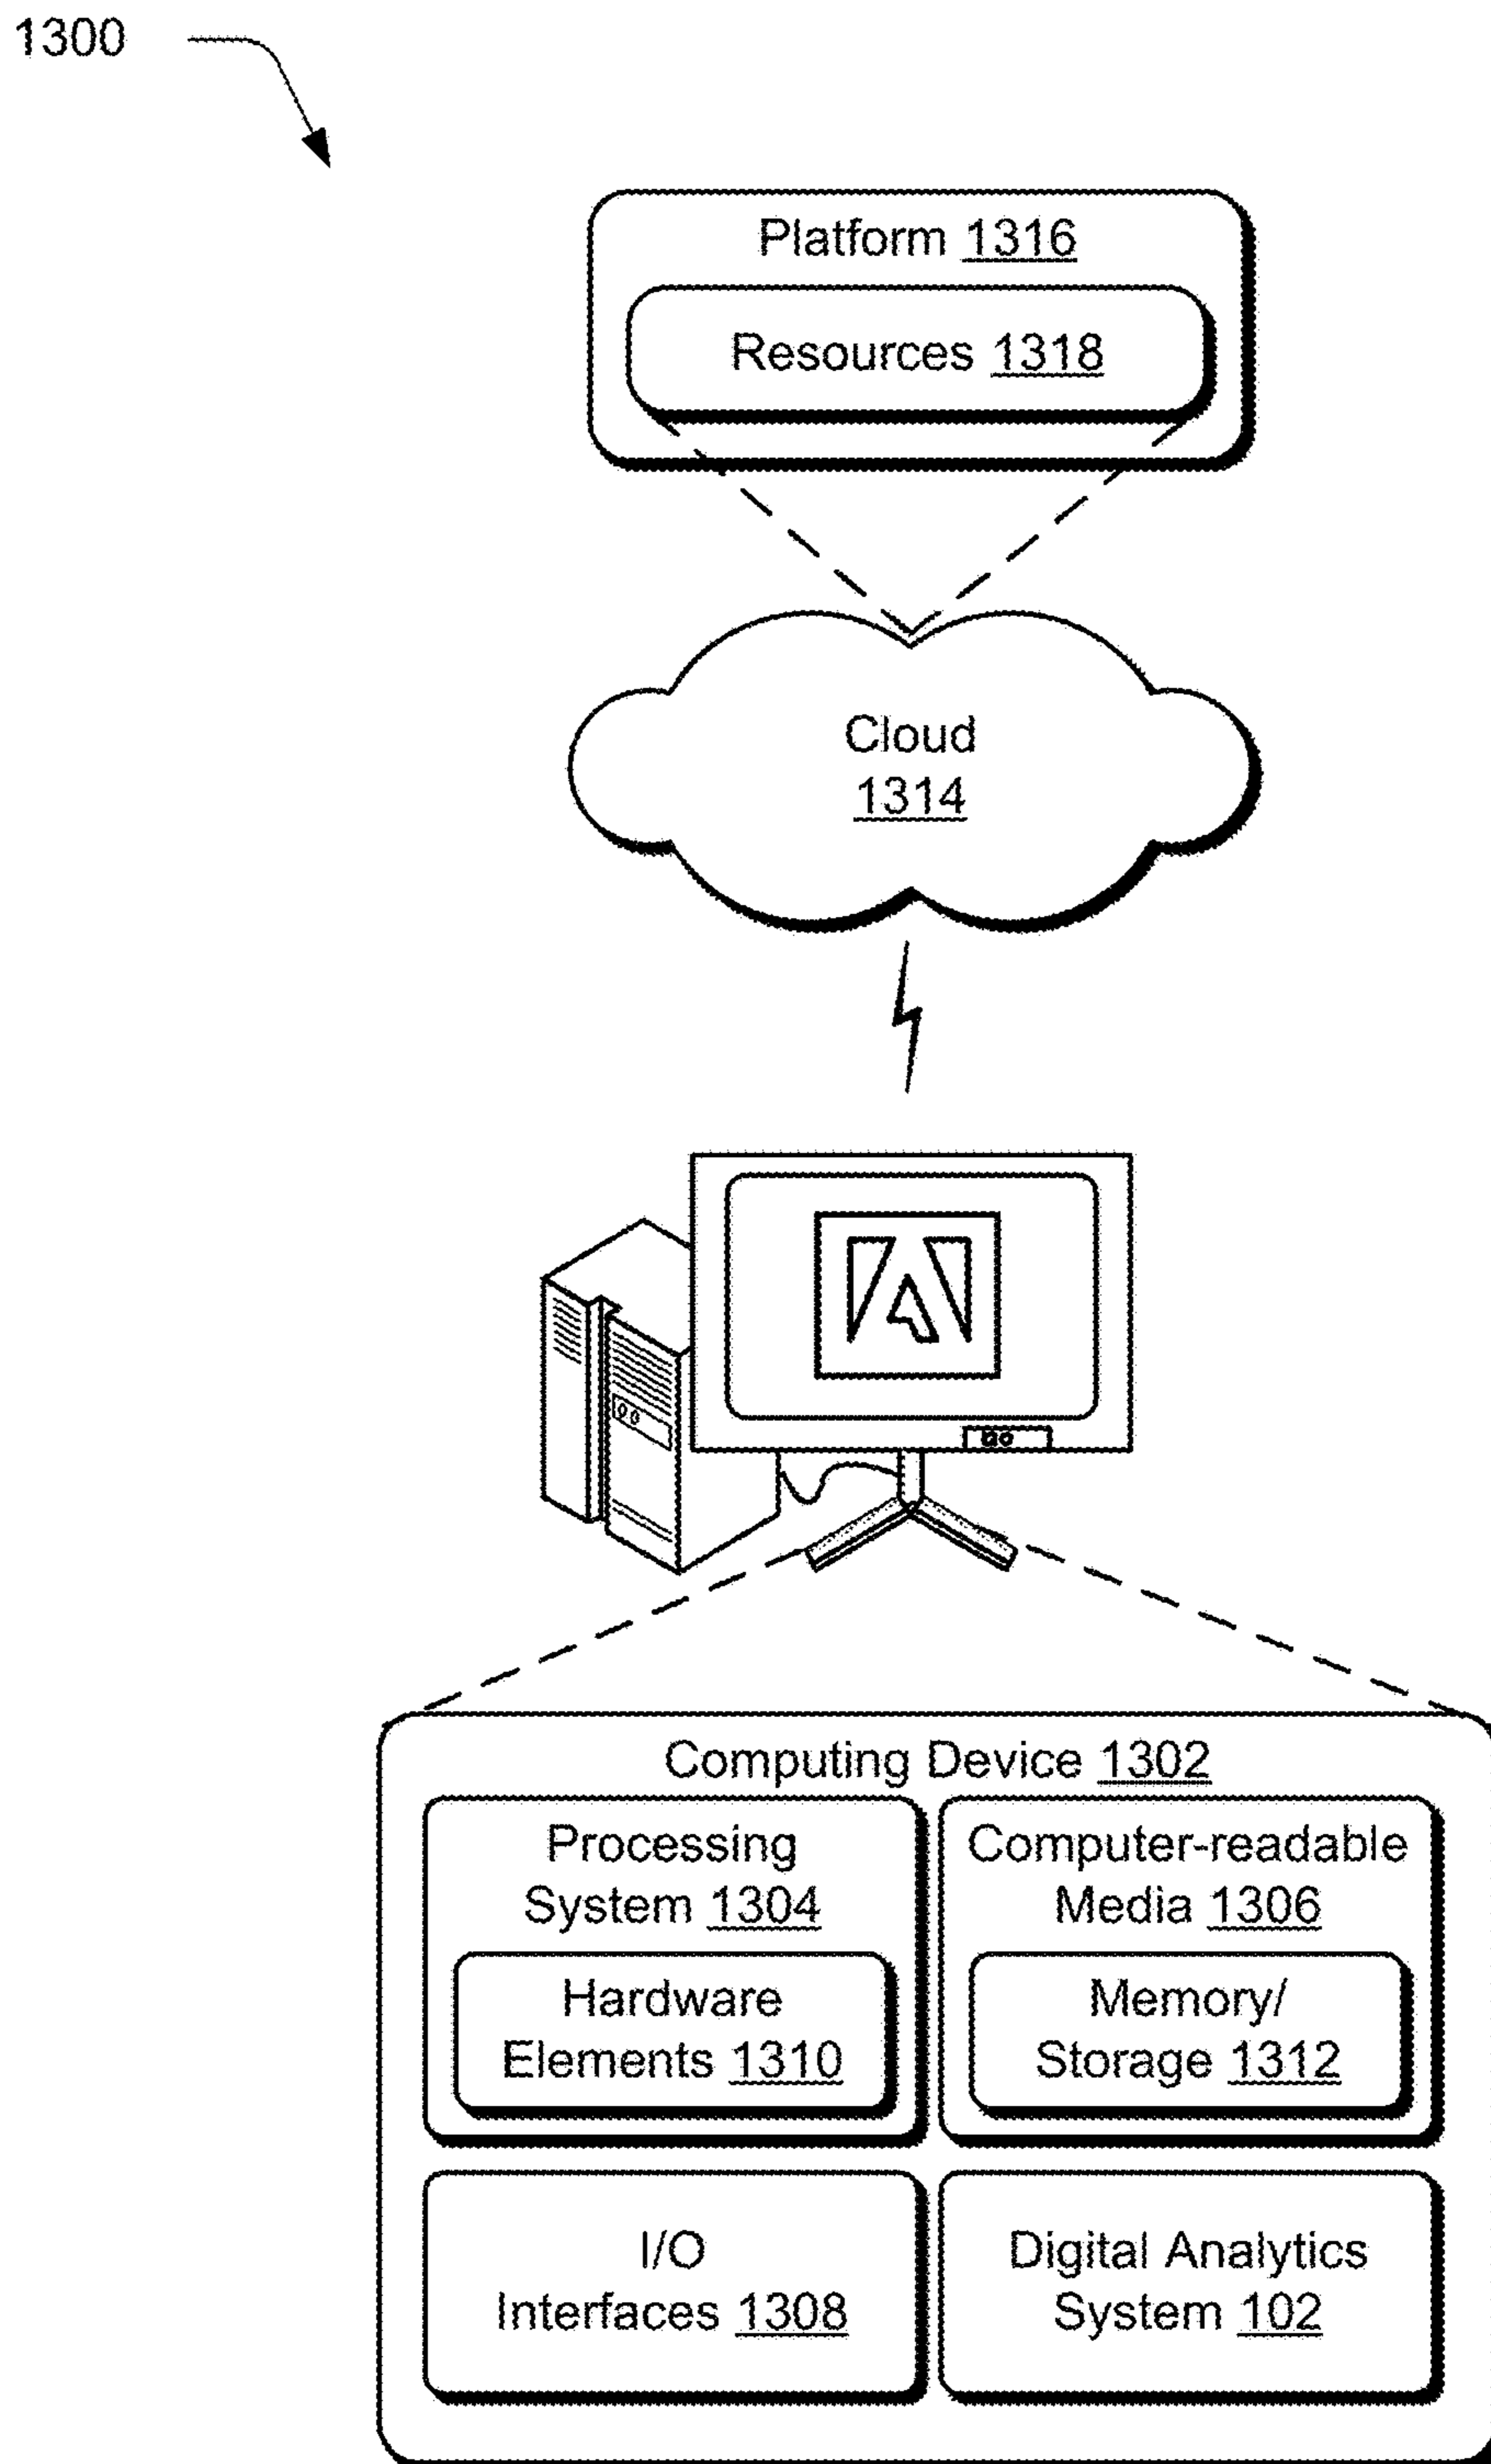 1300
Platform 1316
Resources 1318
Cloud
1314
Computing Device 1302
Processing
System 1304
Hardware
Elements 1310
Computer-readable
Media 1306
Memory/
Storage 1312
I/O
Interfaces 1308
Digital Analytics
System 102